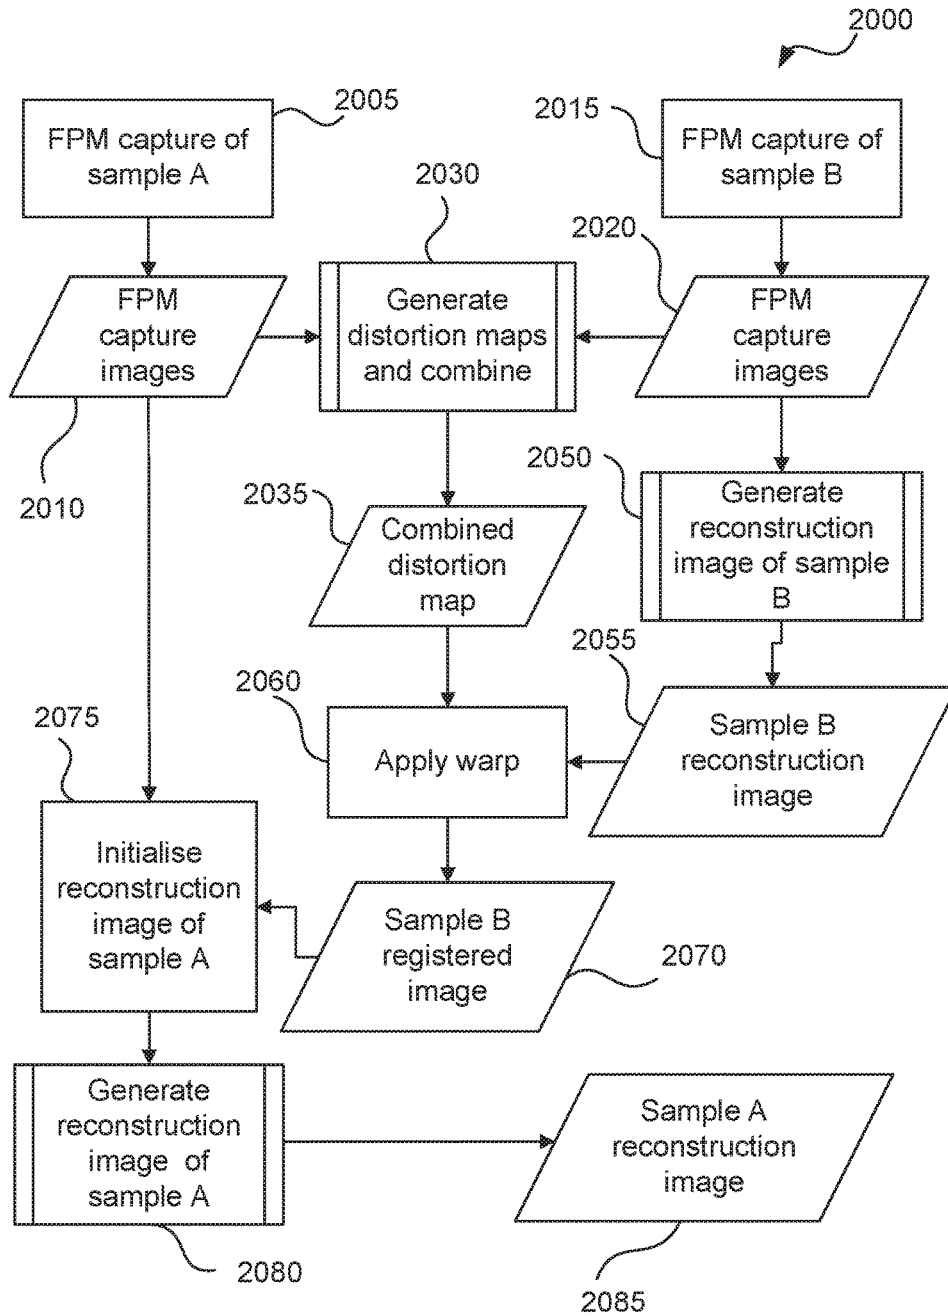 2000
2005
FPM capture of
sample A
2015
FPM capture of
sample B
2030
2020
FPM
capture
images
Generate
distortion maps
and combine
FPM
capture
images
2010
2035
Combined
distortion
map
2050
Generate
reconstruction
image of sample
B
2055
2060
Apply warp
Sample B
reconstruction
image
2075
Initialise
reconstruction
image of
sample A
Sample B
registered
image
2070
Generate
reconstruction
image of
sample A
Sample A
reconstruction
image
2080
2085